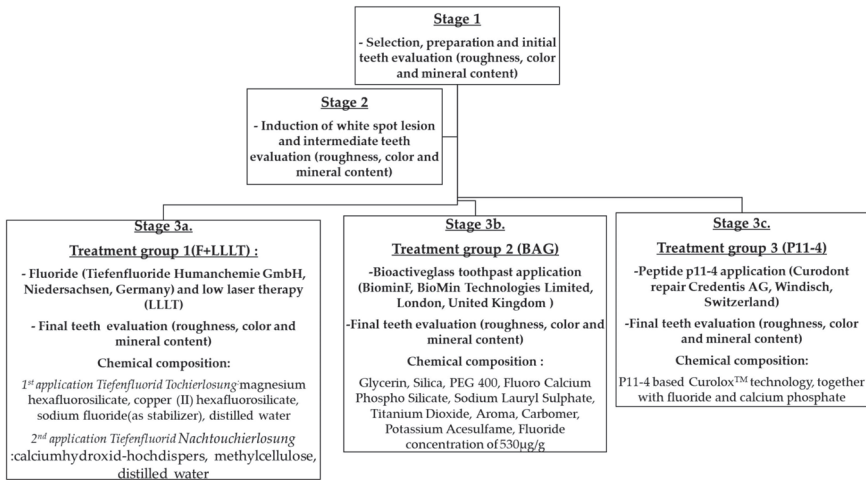 Stage 1
- Selection, preparation and initial
teeth evaluation (roughness, color
and mineral content)
Stage 2
- Induction of white spot lesion
and intermediate teeth
evaluation (roughness, color and
mineral content)
Stage 3a.
Treatment group 1(F+LLLT) :
- Fluoride (Tiefenfluoride Humanchemie GmbH,
Niedersachsen, Germany) and low laser therapy
(LLLT)
- Final teeth evaluation (roughness, color and
mineral content)
Chemical composition:
1st application Tiefenfluorid Tochierlosung:magnesium
hexafluorosilicate, copper (II) hexafluorosilicate,
sodium fluoride(as stabilizer), distilled water
2nd application Tiefenfluorid Nachtouchierlosung
:calciumhydroxid-hochdispers, methylcellulose,
distilled water
Stage 3b.
Treatment group 2 (BAG)
-Bioactiveglass toothpast application
(BiominF, BioMin Technologies Limited,
London, United Kingdom )
-Final teeth evaluation (roughness, color and
mineral content)
Chemical composition :
Glycerin, Silica, PEG 400, Fluoro Calcium
Phospho Silicate, Sodium Lauryl Sulphate,
Titanium Dioxide, Aroma, Carbomer,
Potassium Acesulfame, Fluoride
concentration of 530µg/g
Stage 3c.
Treatment group 3 (P11-4)
-Peptide p11-4 application (Curodont
repair Credentis AG, Windisch,
Switzerland)
-Final teeth evaluation (roughness, color
and mineral content)
Chemical composition:
P11-4 based Curolox™ technology, together
with fluoride and calcium phosphate